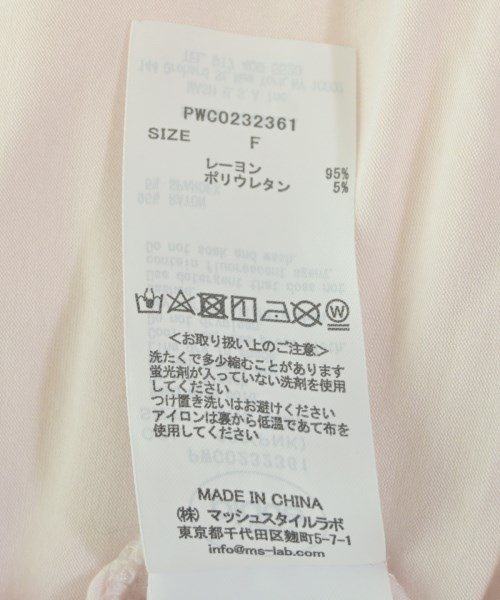 PWC0232361
SIZE F
レーヨン 95%
ポリウレタン 5%
<お取り扱い上のご注意>
洗たくで多少縮むことがあります
蛍光剤が入っていない洗剤を使用
してください
つけ置き洗いはお避けください
アイロンは裏から低温であて布を
使用してください
MADE IN CHINA
(株) マッシュスタイルラボ
東京都千代田区麹町5-7-1
info@ms-lab.com